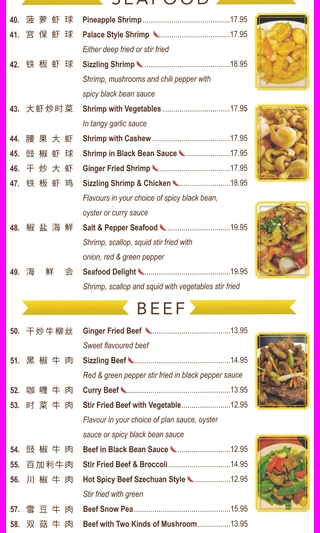 SEAFOOD
40. 菠 萝 虾 球 Pineapple Shrimp 17.95
41. 宫 保 虾 球 Palace Style Shrimp 17.95
Either deep fried or stir fried
42. 铁 板 虾 球 Sizzling Shrimp 18.95
Shrimp, mushrooms and chili pepper with
spicy black bean sauce
43. 大虾炒时菜 Shrimp with Vegetables 17.95
In tangy garlic sauce
44. 腰 果 大 虾 Shrimp with Cashew 17.95
45. 豉 椒 虾 球 Shrimp in Black Bean Sauce 17.95
46. 干 炒 大 虾 Ginger Fried Shrimp 17.95
47. 铁 板 虾 鸡 Sizzling Shrimp & Chicken 18.95
Flavours in your choice of spicy black bean,
oyster or curry sauce
48. 椒 盐 海 鲜 Salt & Pepper Seafood 19.95
Shrimp, scallop, squid stir fried with
onion, red & green pepper
49. 海 鲜 会 Seafood Delight 19.95
Shrimp, scallop and squid with vegetables stir fried
BEEF
50. 干炒牛柳丝 Ginger Fried Beef 13.95
Sweet flavoured beef
51. 黑 椒 牛 肉 Sizzling Beef 14.95
Red & green pepper stir fried in black pepper sauce
52. 咖 喱 牛 肉 Curry Beef 13.95
53. 时 菜 牛 肉 Stir Fried Beef with Vegetable 12.95
Flavour in your choice of plan sauce, oyster
sauce or spicy black bean sauce
54. 豉 椒 牛 肉 Beef in Black Bean Sauce 12.95
55. 百加利牛肉 Stir Fried Beef & Broccoli 14.95
56. 川 椒 牛 肉 Hot Spicy Beef Szechuan Style 12.95
Stir fried with green
57. 雪 豆 牛 肉 Beef Snow Pea 15.95
58. 双 菇 牛 肉 Beef with Two Kinds of Mushroom 13.95